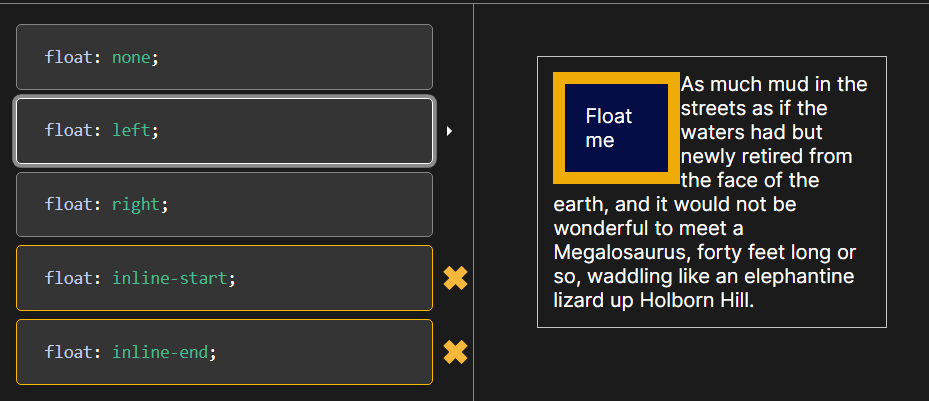 float: none;
float: left;
float: right;
float: inline-start;
float: inline-end;
Float
me
As much mud in the
streets as if the
waters had but
newly retired from
the face of the
earth, and it would not be
wonderful to meet a
Megalosaurus, forty feet long or
so, waddling like an elephantine
lizard up Holborn Hill.